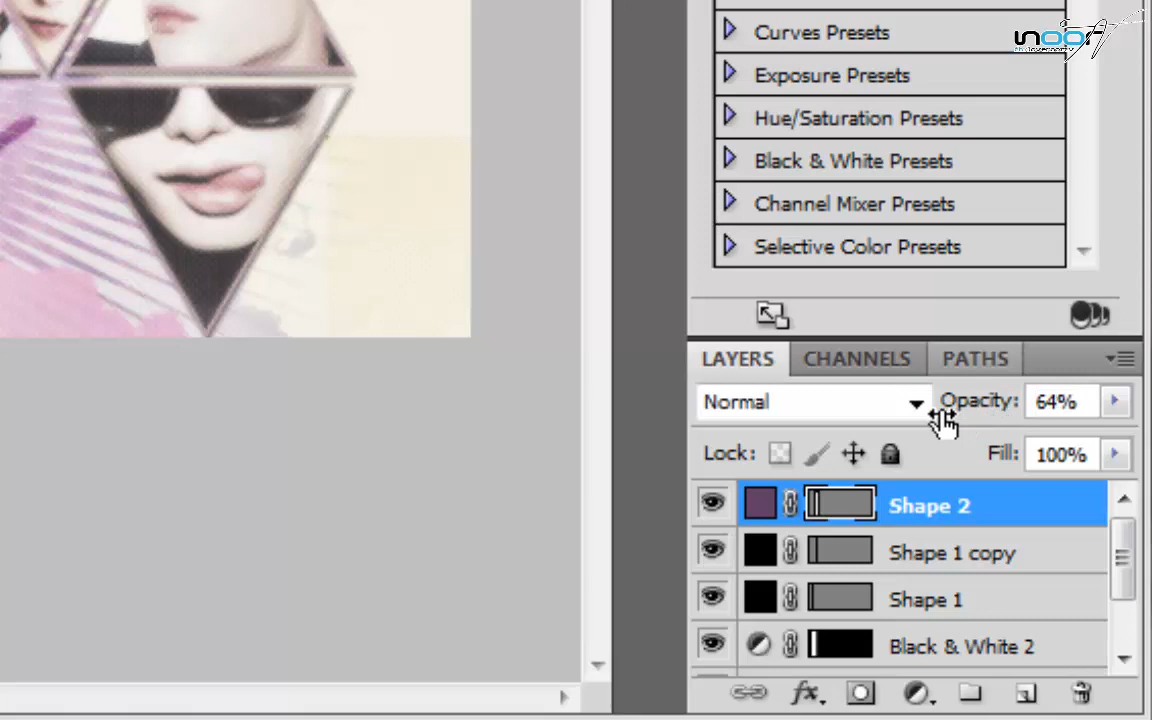 Curves Presets
Exposure Presets
Hue/Saturation Presets
Black & White Presets
Channel Mixer Presets
Selective Color Presets
LAYERS CHANNELS PATHS
Normal Opacity: 64%
Lock: Fill: 100%
fx
Shape 2
Shape 1 copy
Shape 1
Black & White 2